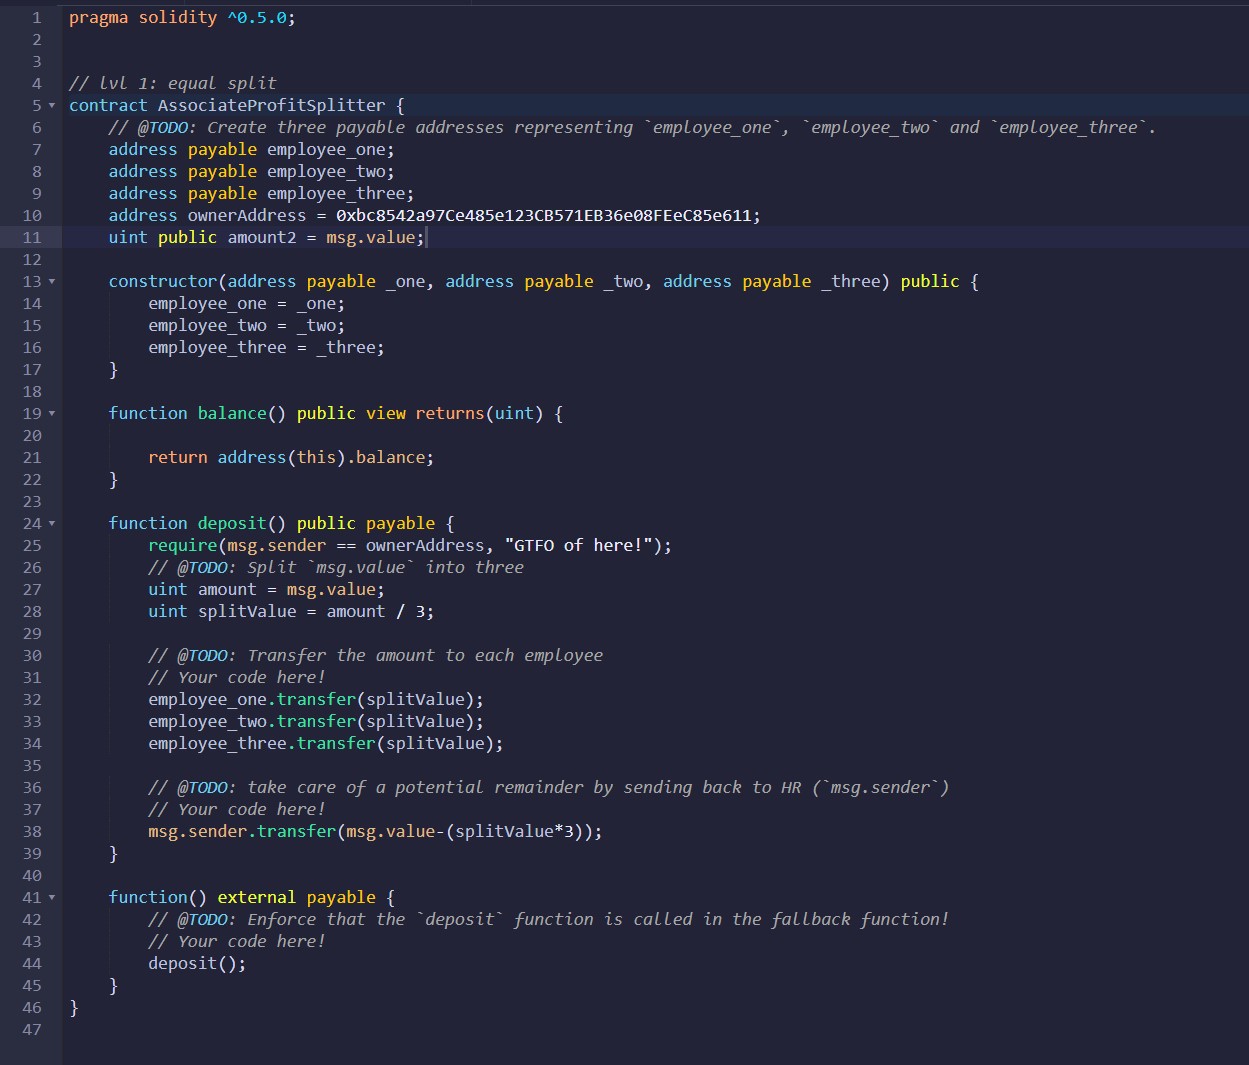 1 pragma solidity ^0.5.0;
2
3
4 // lvl 1: equal split
5 contract AssociateProfitSplitter {
6     // @TODO: Create three payable addresses representing `employee_one`, `employee_two` and `employee_three`.
7     address payable employee_one;
8     address payable employee_two;
9     address payable employee_three;
10     address ownerAddress = 0xbc8542a97Ce485e123CB571EB36e08FEeC85e611;
11     uint public amount2 = msg.value;
12
13     constructor(address payable _one, address payable _two, address payable _three) public {
14         employee_one = _one;
15         employee_two = _two;
16         employee_three = _three;
17     }
18
19     function balance() public view returns(uint) {
20
21         return address(this).balance;
22     }
23
24     function deposit() public payable {
25         require(msg.sender == ownerAddress, "GTFO of here!");
26         // @TODO: Split `msg.value` into three
27         uint amount = msg.value;
28         uint splitValue = amount / 3;
29
30         // @TODO: Transfer the amount to each employee
31         // Your code here!
32         employee_one.transfer(splitValue);
33         employee_two.transfer(splitValue);
34         employee_three.transfer(splitValue);
35
36         // @TODO: take care of a potential remainder by sending back to HR (`msg.sender`)
37         // Your code here!
38         msg.sender.transfer(msg.value-(splitValue*3));
39     }
40
41     function() external payable {
42         // @TODO: Enforce that the `deposit` function is called in the fallback function!
43         // Your code here!
44         deposit();
45     }
46 }
47